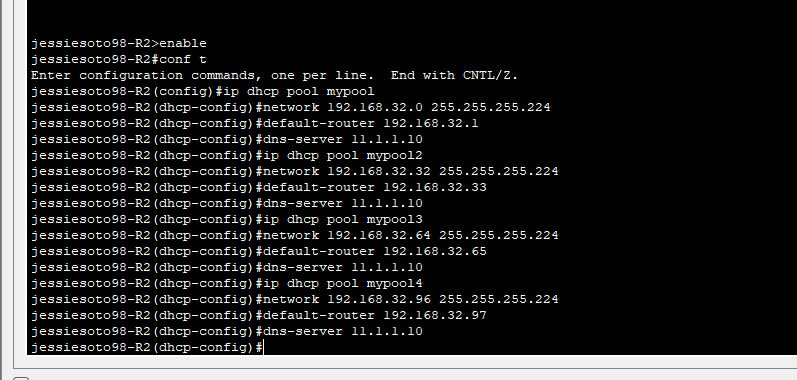 jessiesoto98-R2>enable
jessiesoto98-R2#conf t
Enter configuration commands, one per line.  End with CNTL/Z.
jessiesoto98-R2(config)#ip dhcp pool mypool
jessiesoto98-R2(dhcp-config)#network 192.168.32.0 255.255.255.224
jessiesoto98-R2(dhcp-config)#default-router 192.168.32.1
jessiesoto98-R2(dhcp-config)#dns-server 11.1.1.10
jessiesoto98-R2(dhcp-config)#ip dhcp pool mypool2
jessiesoto98-R2(dhcp-config)#network 192.168.32.32 255.255.255.224
jessiesoto98-R2(dhcp-config)#default-router 192.168.32.33
jessiesoto98-R2(dhcp-config)#dns-server 11.1.1.10
jessiesoto98-R2(dhcp-config)#ip dhcp pool mypool3
jessiesoto98-R2(dhcp-config)#network 192.168.32.64 255.255.255.224
jessiesoto98-R2(dhcp-config)#default-router 192.168.32.65
jessiesoto98-R2(dhcp-config)#dns-server 11.1.1.10
jessiesoto98-R2(dhcp-config)#ip dhcp pool mypool4
jessiesoto98-R2(dhcp-config)#network 192.168.32.96 255.255.255.224
jessiesoto98-R2(dhcp-config)#default-router 192.168.32.97
jessiesoto98-R2(dhcp-config)#dns-server 11.1.1.10
jessiesoto98-R2(dhcp-config)#